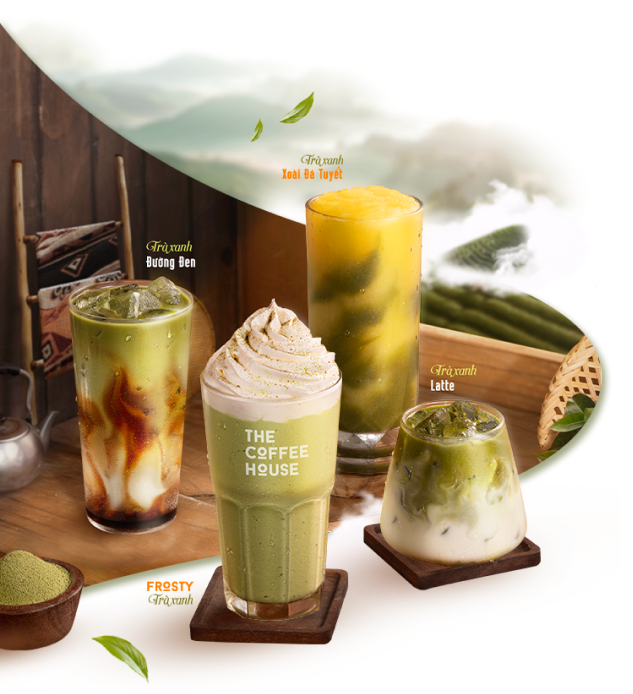 Trà xanh
Xoài Đá Tuyết
Trà xanh
Đường Đen
Trà xanh
Latte
THE
COFFEE
HOUSE
FROSTY
Trà xanh